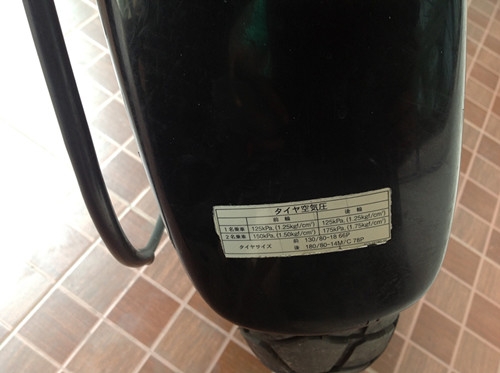 タイヤ空気圧
前輪 後輪
1名乗車 125kPa, (1.25kgf/cm²) 125kPa, (1.25kgf/cm²)
2名乗車 150kPa, (1.50kgf/cm²) 175kPa, (1.75kgf/cm²)
タイヤサイズ 前 130/80-18 66P
後 180/80-14M/C 78P